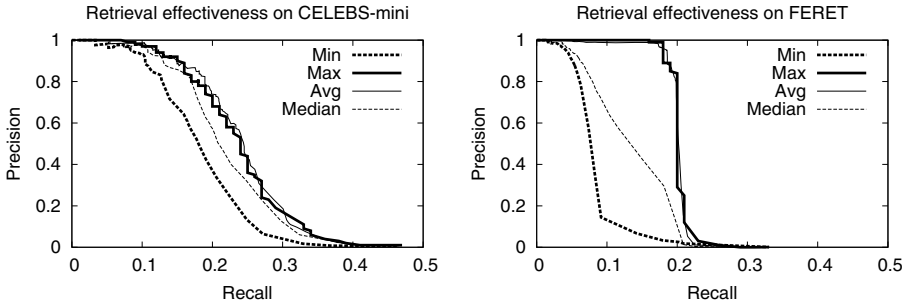 Retrieval effectiveness on CELEBS-mini
Precision
1
0.8
0.6
0.4
0.2
0
0
0.1
0.2
0.3
0.4
0.5
Recall
Min
Max
Avg
Median
Retrieval effectiveness on FERET
Precision
1
0.8
0.6
0.4
0.2
0
0
0.1
0.2
0.3
0.4
0.5
Recall
Min
Max
Avg
Median